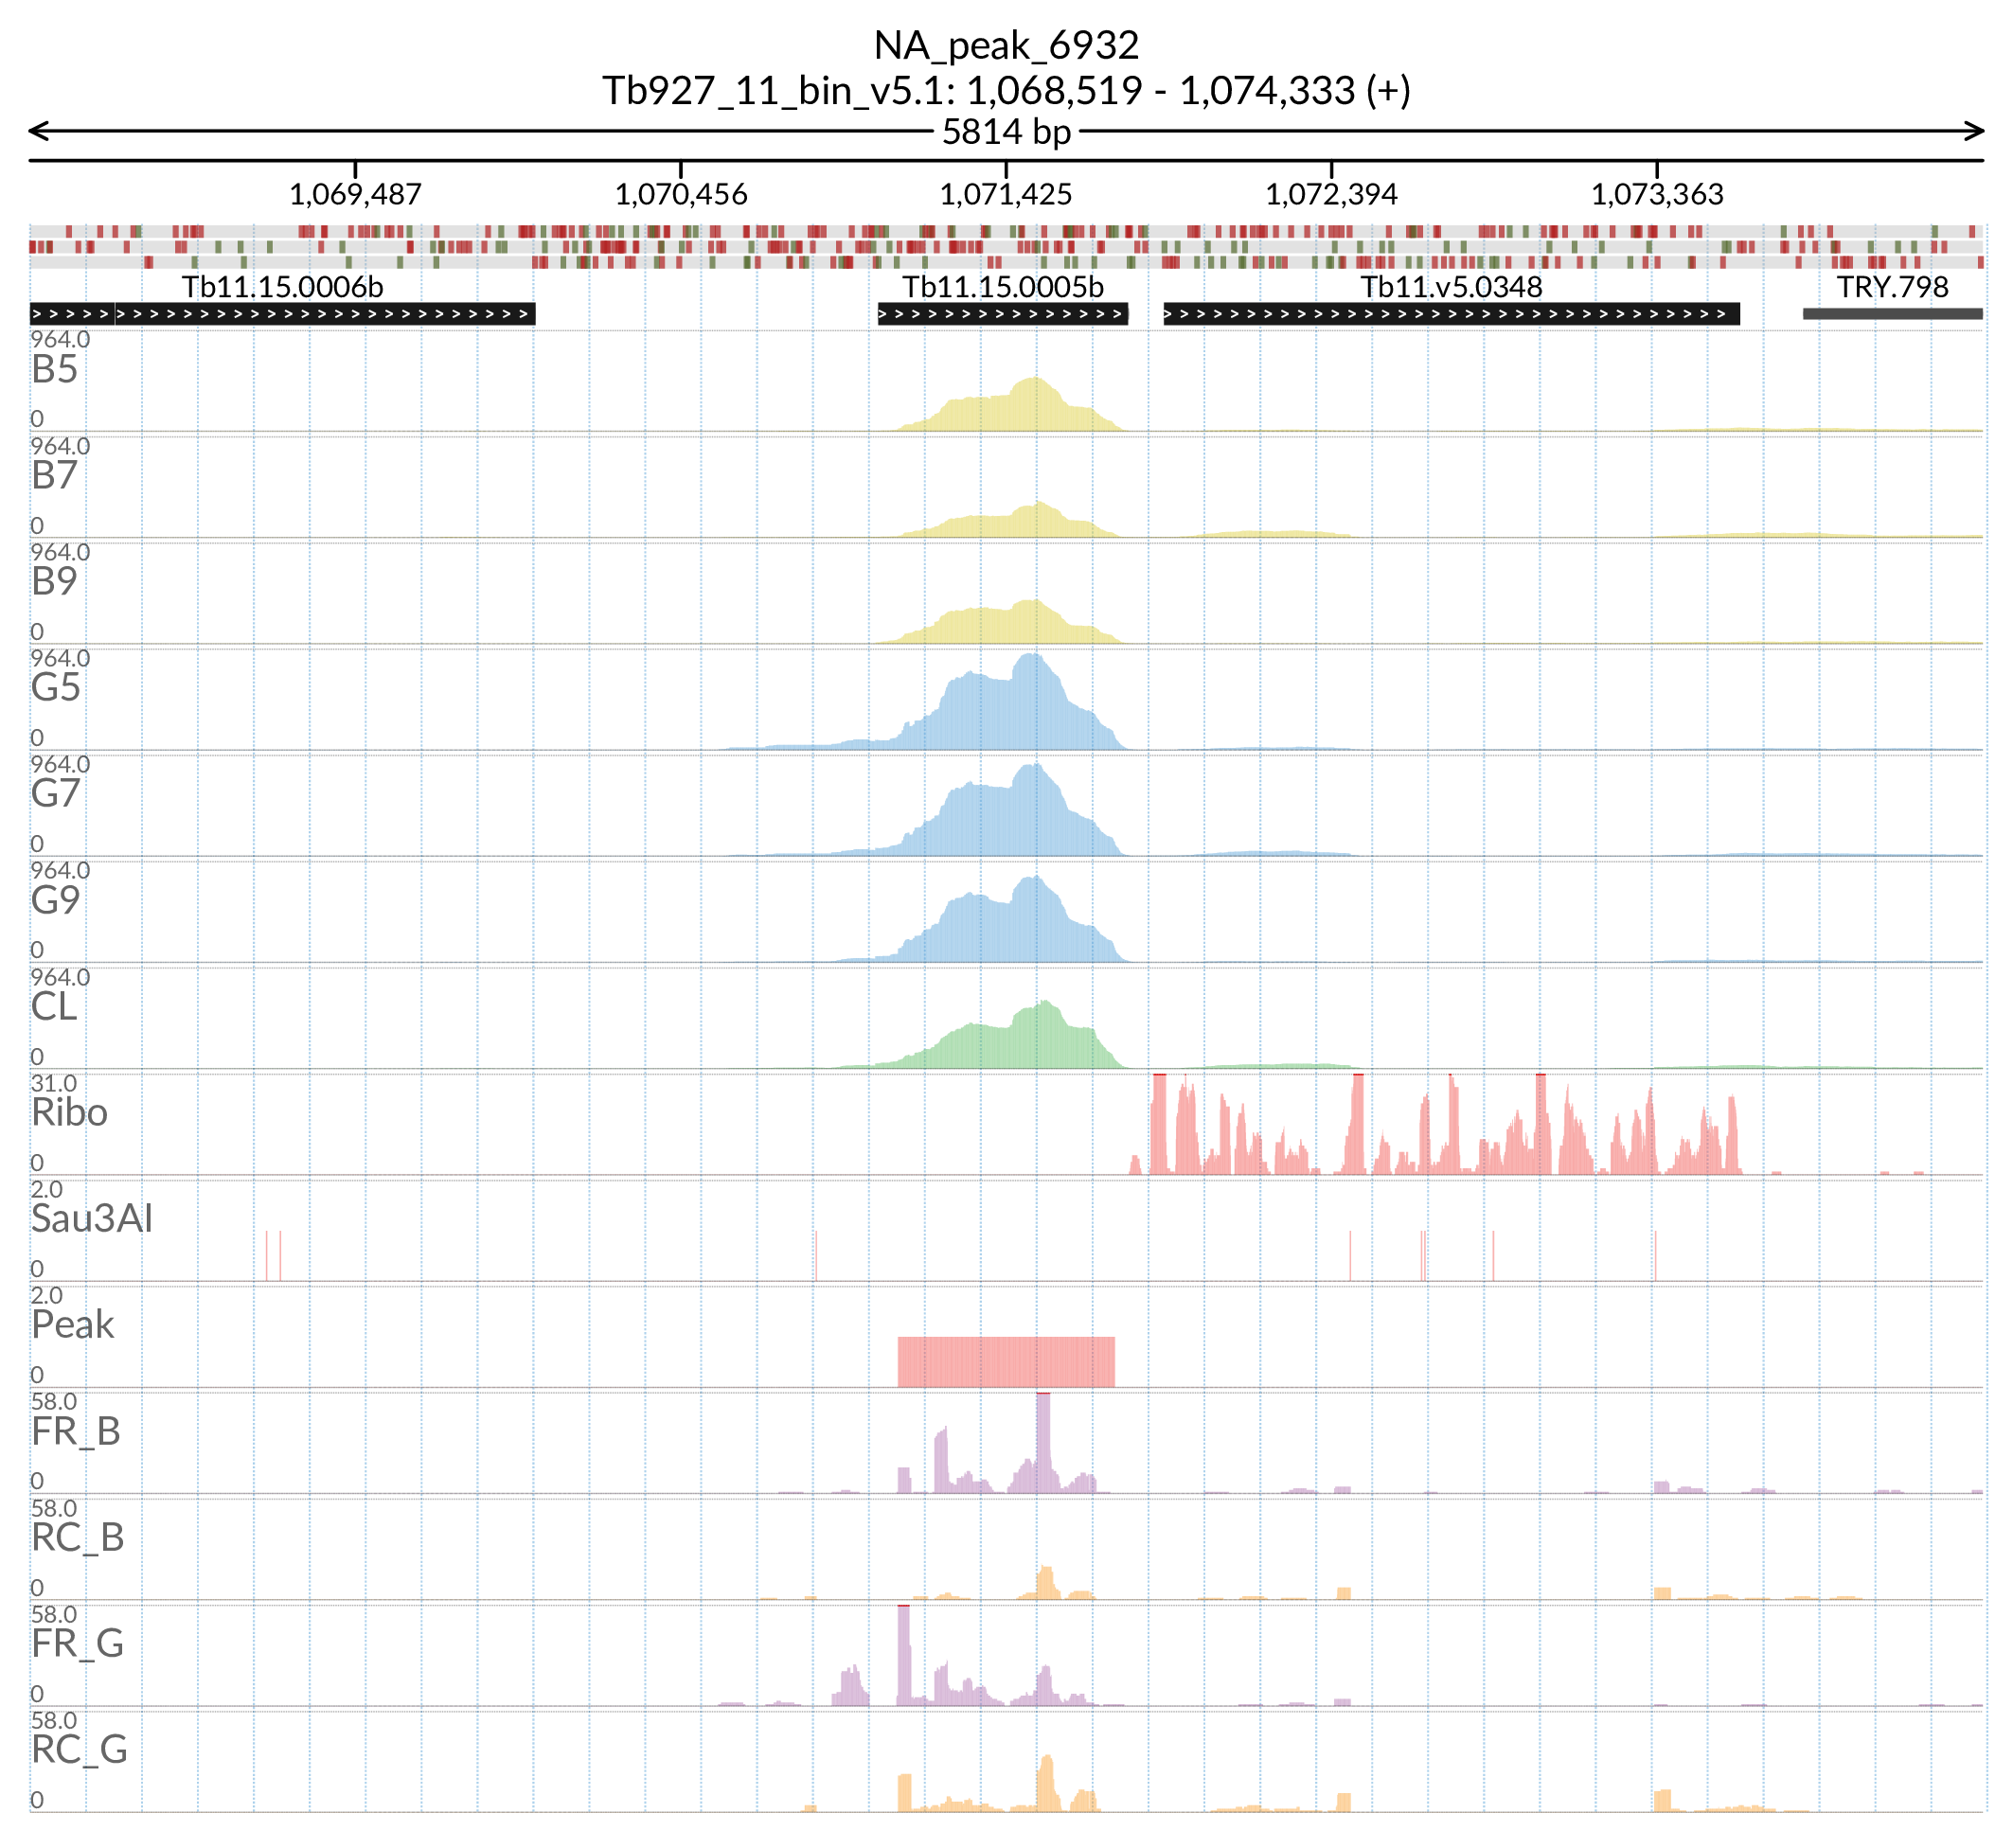 NA_peak_6932
Tb927_11_bin_v5.1: 1,068,519 - 1,074,333 (+)
5814 bp
1,069,487 1,070,456 1,071,425 1,072,394 1,073,363
Tb11.15.0006b Tb11.15.0005b Tb11.v5.0348 TRY.798
964.0
B5
0
964.0
B7
0
964.0
B9
0
964.0
G5
0
964.0
G7
0
964.0
G9
0
964.0
CL
0
31.0
Ribo
0
2.0
Sau3AI
0
2.0
Peak
0
58.0
FR_B
0
58.0
RC_B
0
58.0
FR_G
0
58.0
RC_G
0